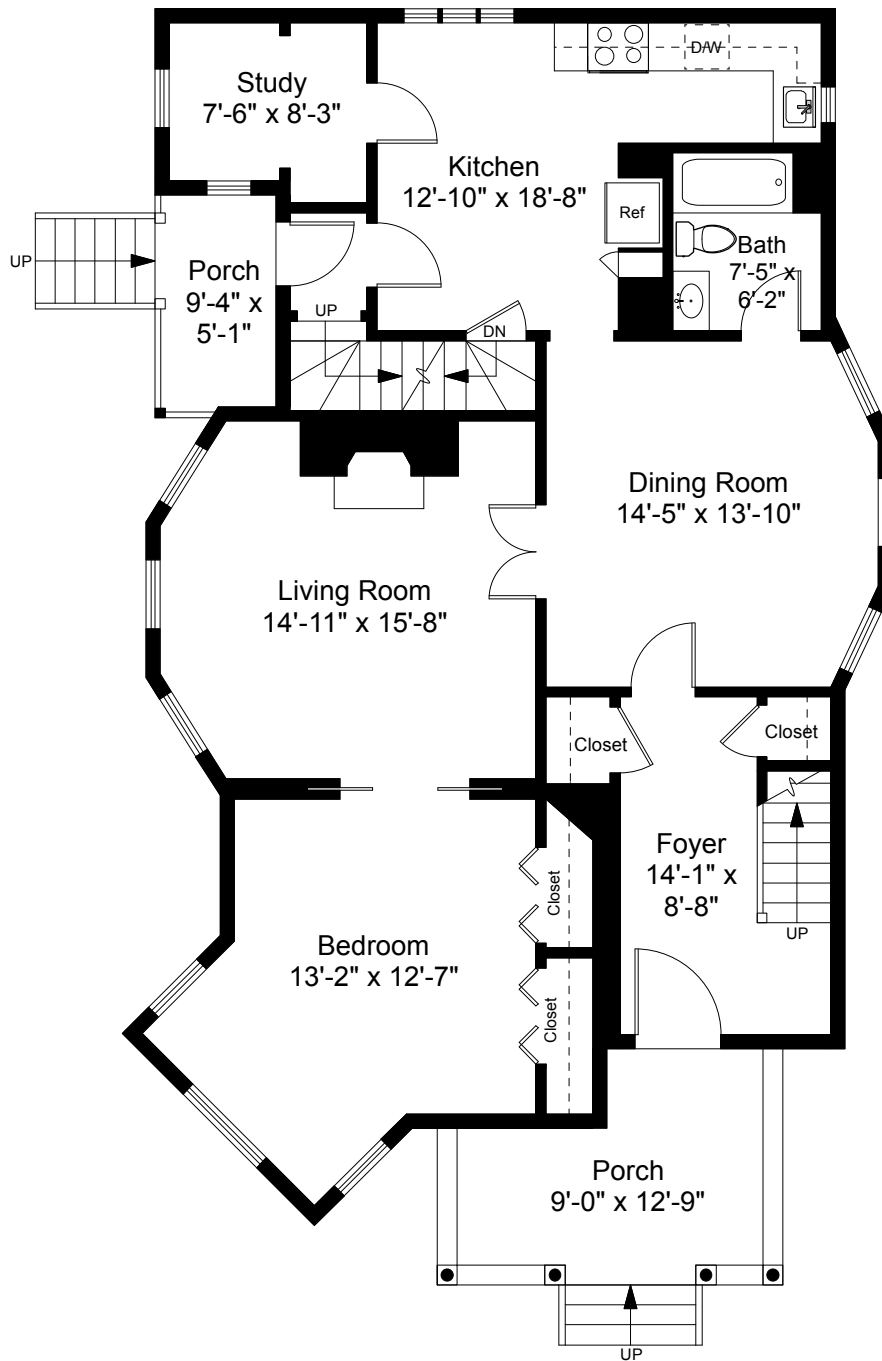 D/W
Study
7'-6" x 8'-3"
Kitchen
12'-10" x 18'-8"
Ref
Bath
7'-5" x
6'-2"
UP
Porch
9'-4" x
5'-1"
UP
DN
Dining Room
14'-5" x 13'-10"
Living Room
14'-11" x 15'-8"
Closet
Closet
Foyer
14'-1" x
8'-8"
UP
Closet
Bedroom
13'-2" x 12'-7"
Closet
Porch
9'-0" x 12'-9"
UP